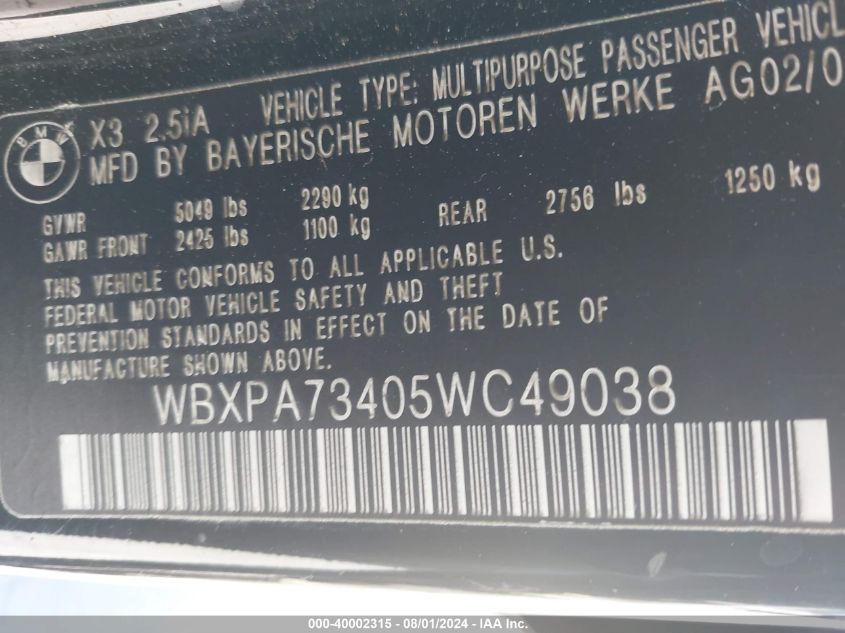 BMW
X3 2.5iA VEHICLE TYPE: MULTIPURPOSE PASSENGER VEHICL
MFD BY BAYERISCHE MOTOREN WERKE AG 02/0
GVWR 5049 lbs 2290 kg
GAWR FRONT 2425 lbs 1100 kg REAR 2756 lbs 1250 kg
THIS VEHICLE CONFORMS TO ALL APPLICABLE U.S.
FEDERAL MOTOR VEHICLE SAFETY AND THEFT
PREVENTION STANDARDS IN EFFECT ON THE DATE OF
MANUFACTURE SHOWN ABOVE.
WBXPA73405WC49038
000-40002315 - 08/01/2024 - IAA Inc.